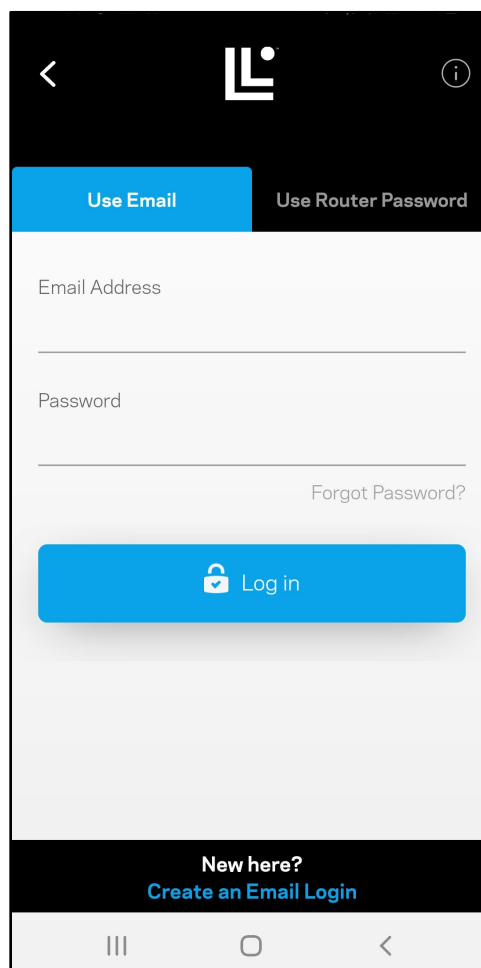 Use Email
Use Router Password
Email Address
Password
Forgot Password?
Log in
New here?
Create an Email Login